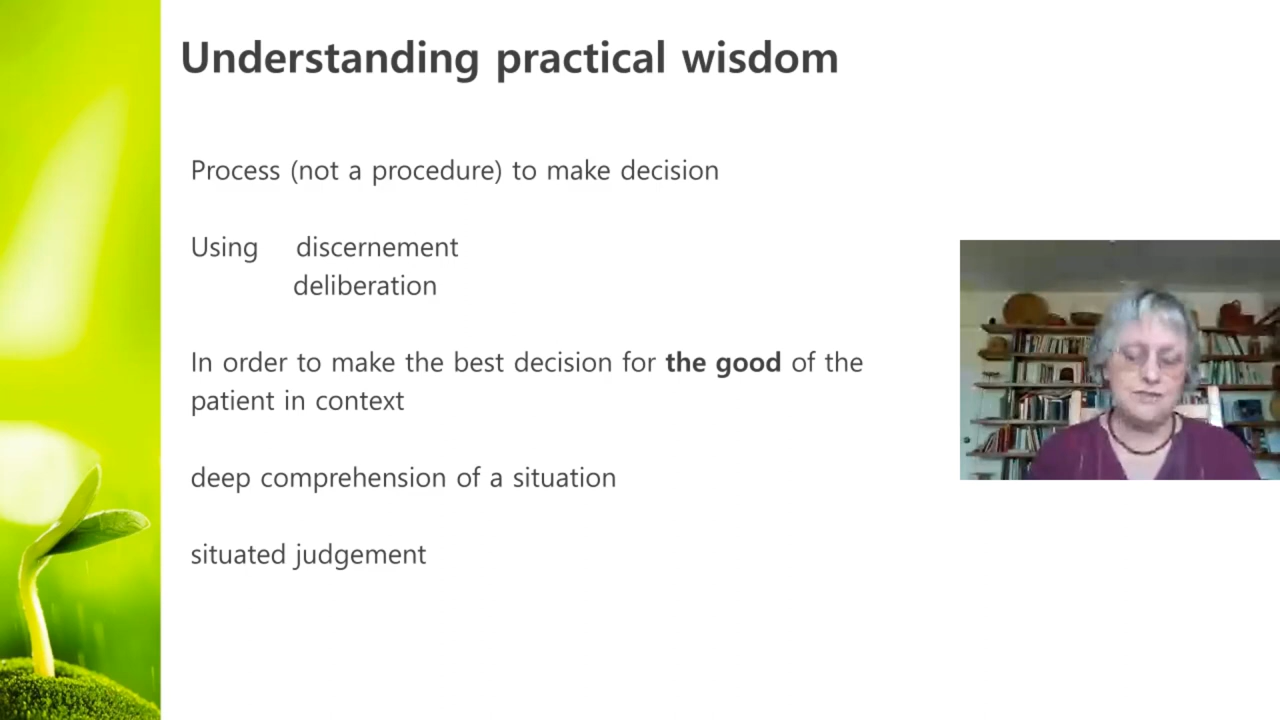 Understanding practical wisdom
Process (not a procedure) to make decision
Using discernement
deliberation
In order to make the best decision for the good of the
patient in context
deep comprehension of a situation
situated judgement